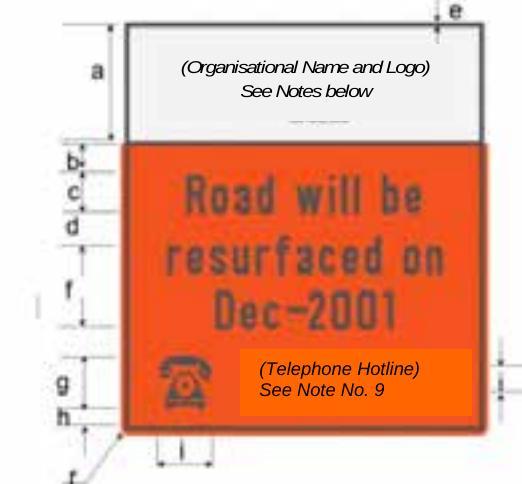 e
(Organisational Name and Logo)
a
See Notes below
b
c
Road will be
d
resurfaced on
f
Dec-2001
(Telephone Hotline)
g
See Note No. 9
h
i
r